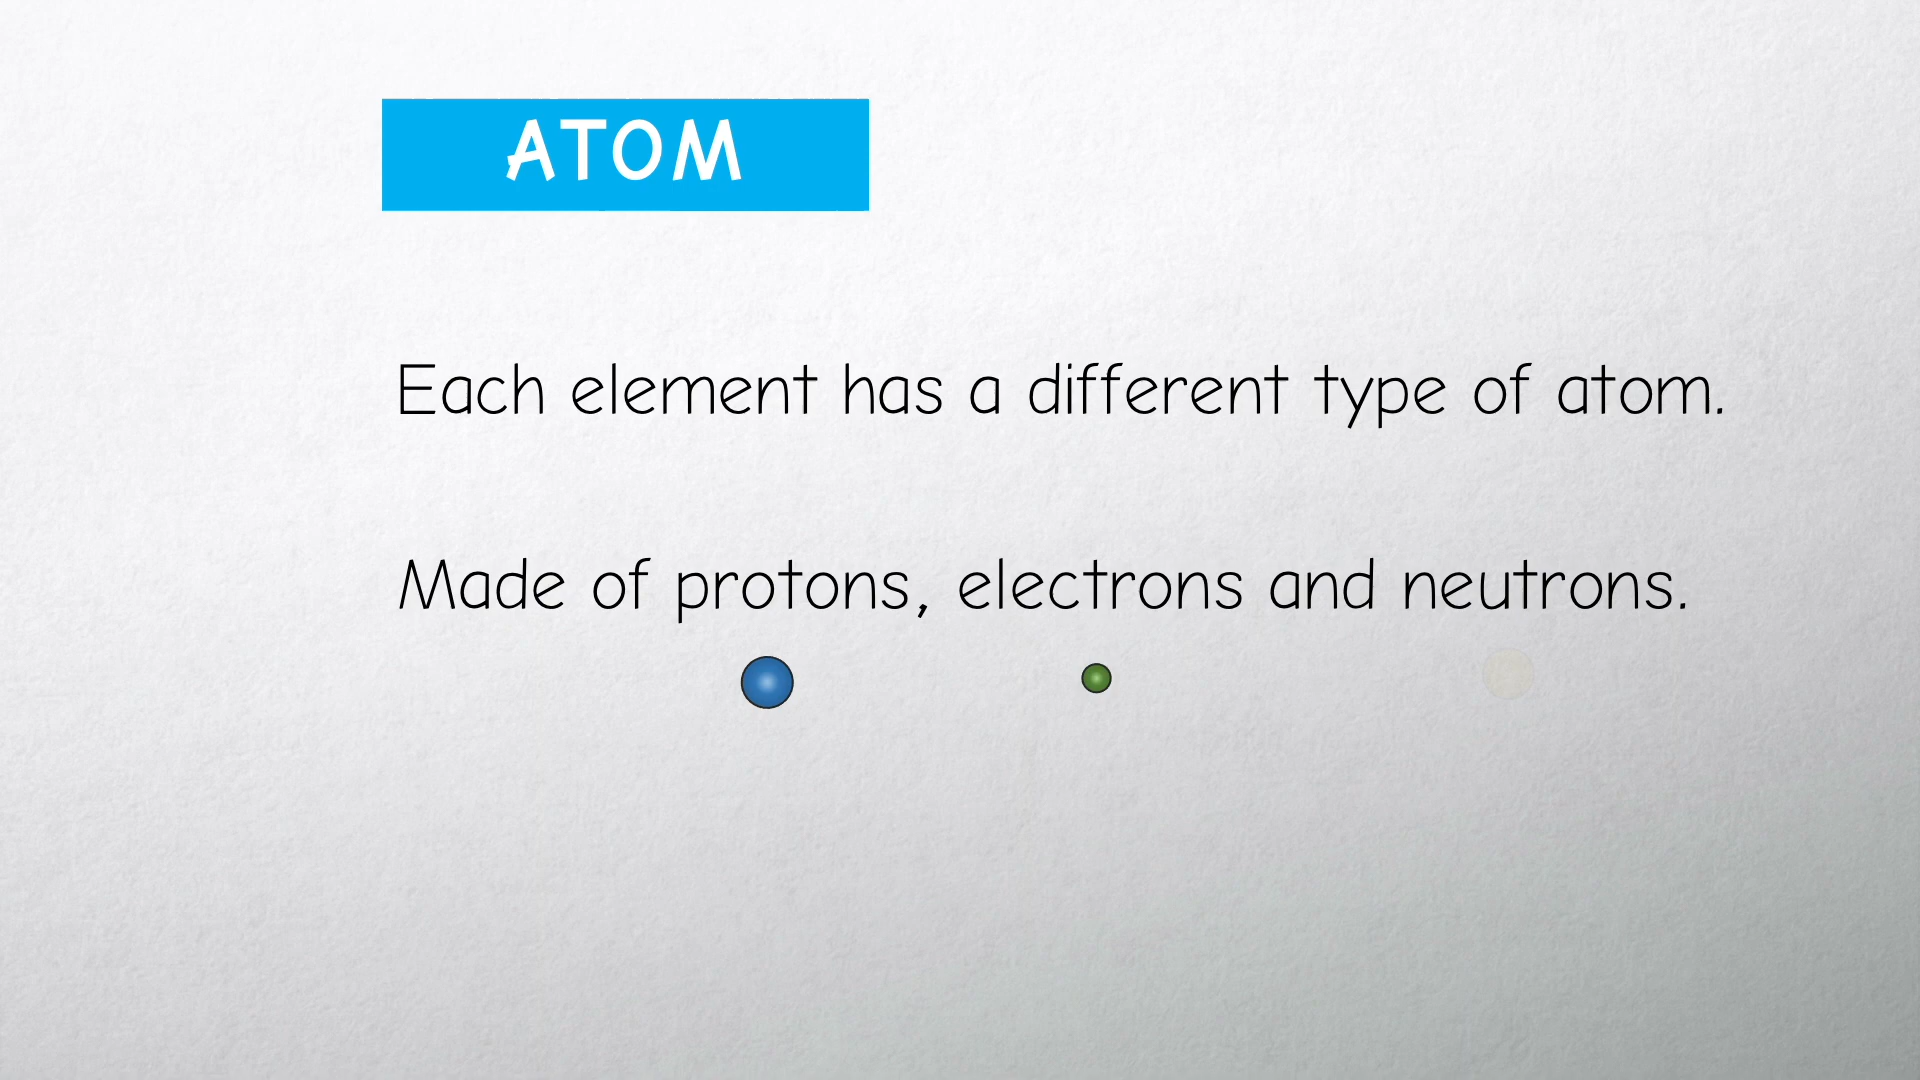 ATOM
Each element has a different type of atom.
Made of protons, electrons and neutrons.